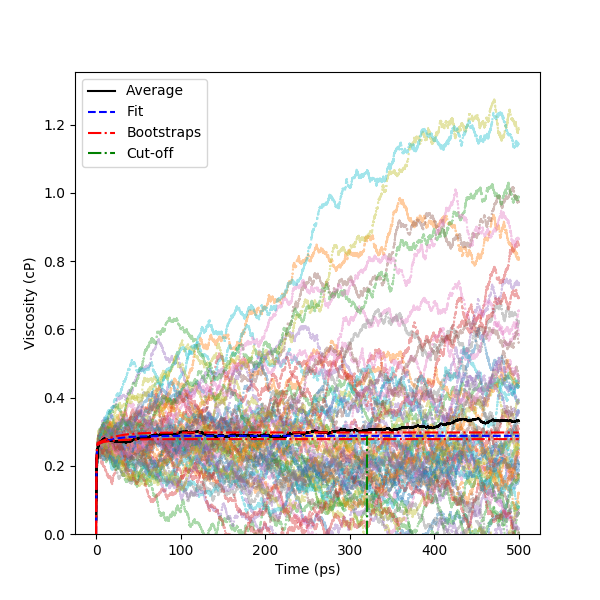 Average
Fit
Bootstraps
Cut-off
1.2
1.0
0.8
0.6
0.4
0.2
0.0
Viscosity (cP)
0 100 200 300 400 500
Time (ps)